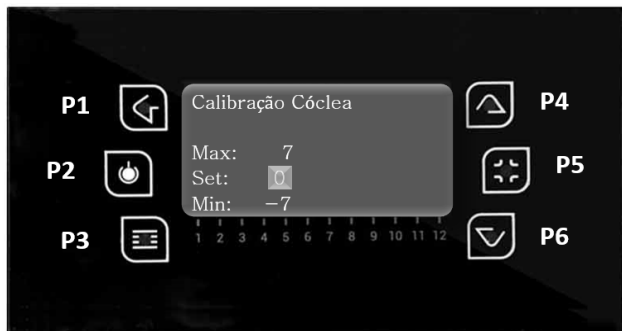 P1
P2
P3
Calibração Cóclea
Max: 7
Set: 0
Min: −7
1 2 3 4 5 6 7 8 9 10 11 12
P4
P5
P6